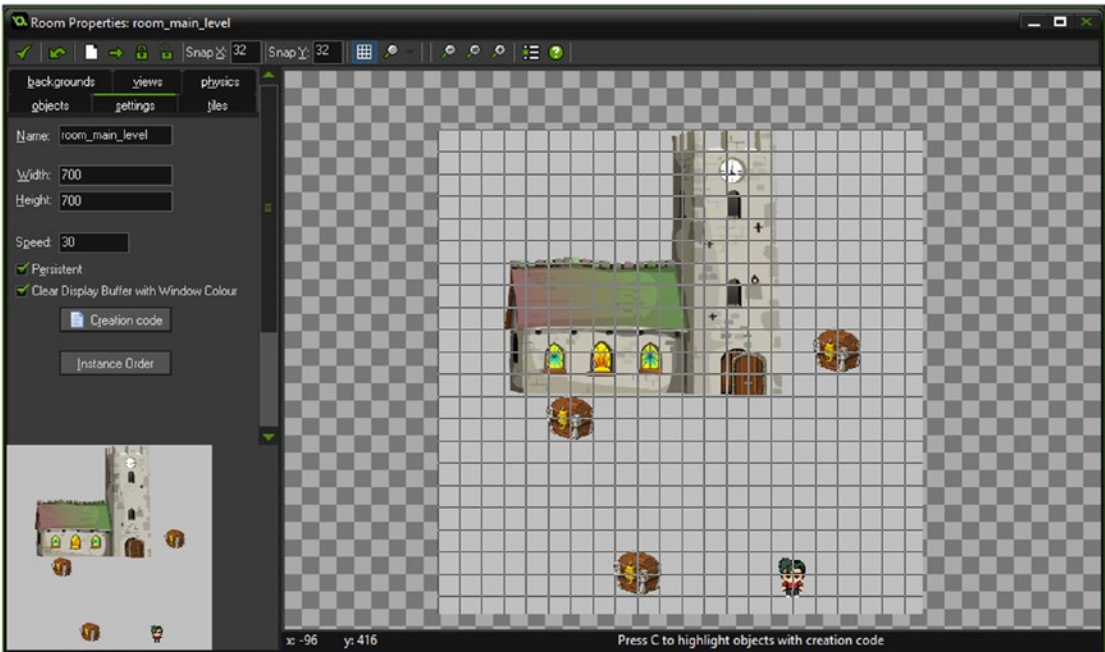 Room Properties: room_main_level
Snap X: 32 Snap Y: 32
backgrounds views physics
objects settings tiles
Name: room_main_level
Width: 700
Height: 700
Speed: 30
Persistent
Clear Display Buffer with Window Colour
Creation code
Instance Order
x: -96 y: 416 Press C to highlight objects with creation code